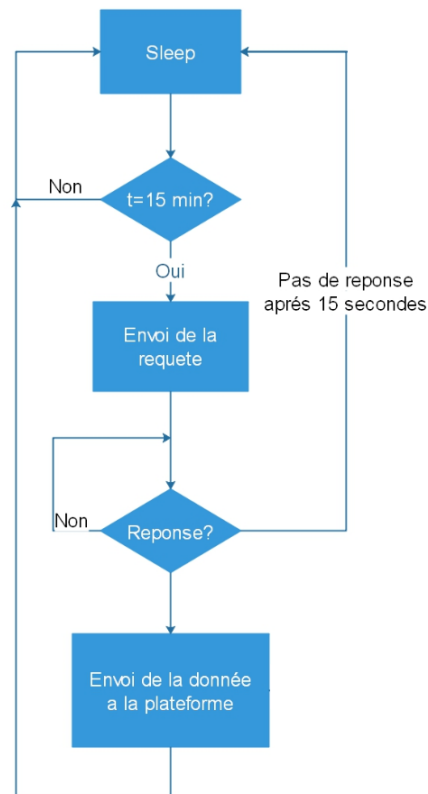 Sleep
Non
t=15 min?
Oui
Pas de reponse
aprés 15 secondes
Envoi de la
requete
Non
Reponse?
Envoi de la donnée
a la plateforme